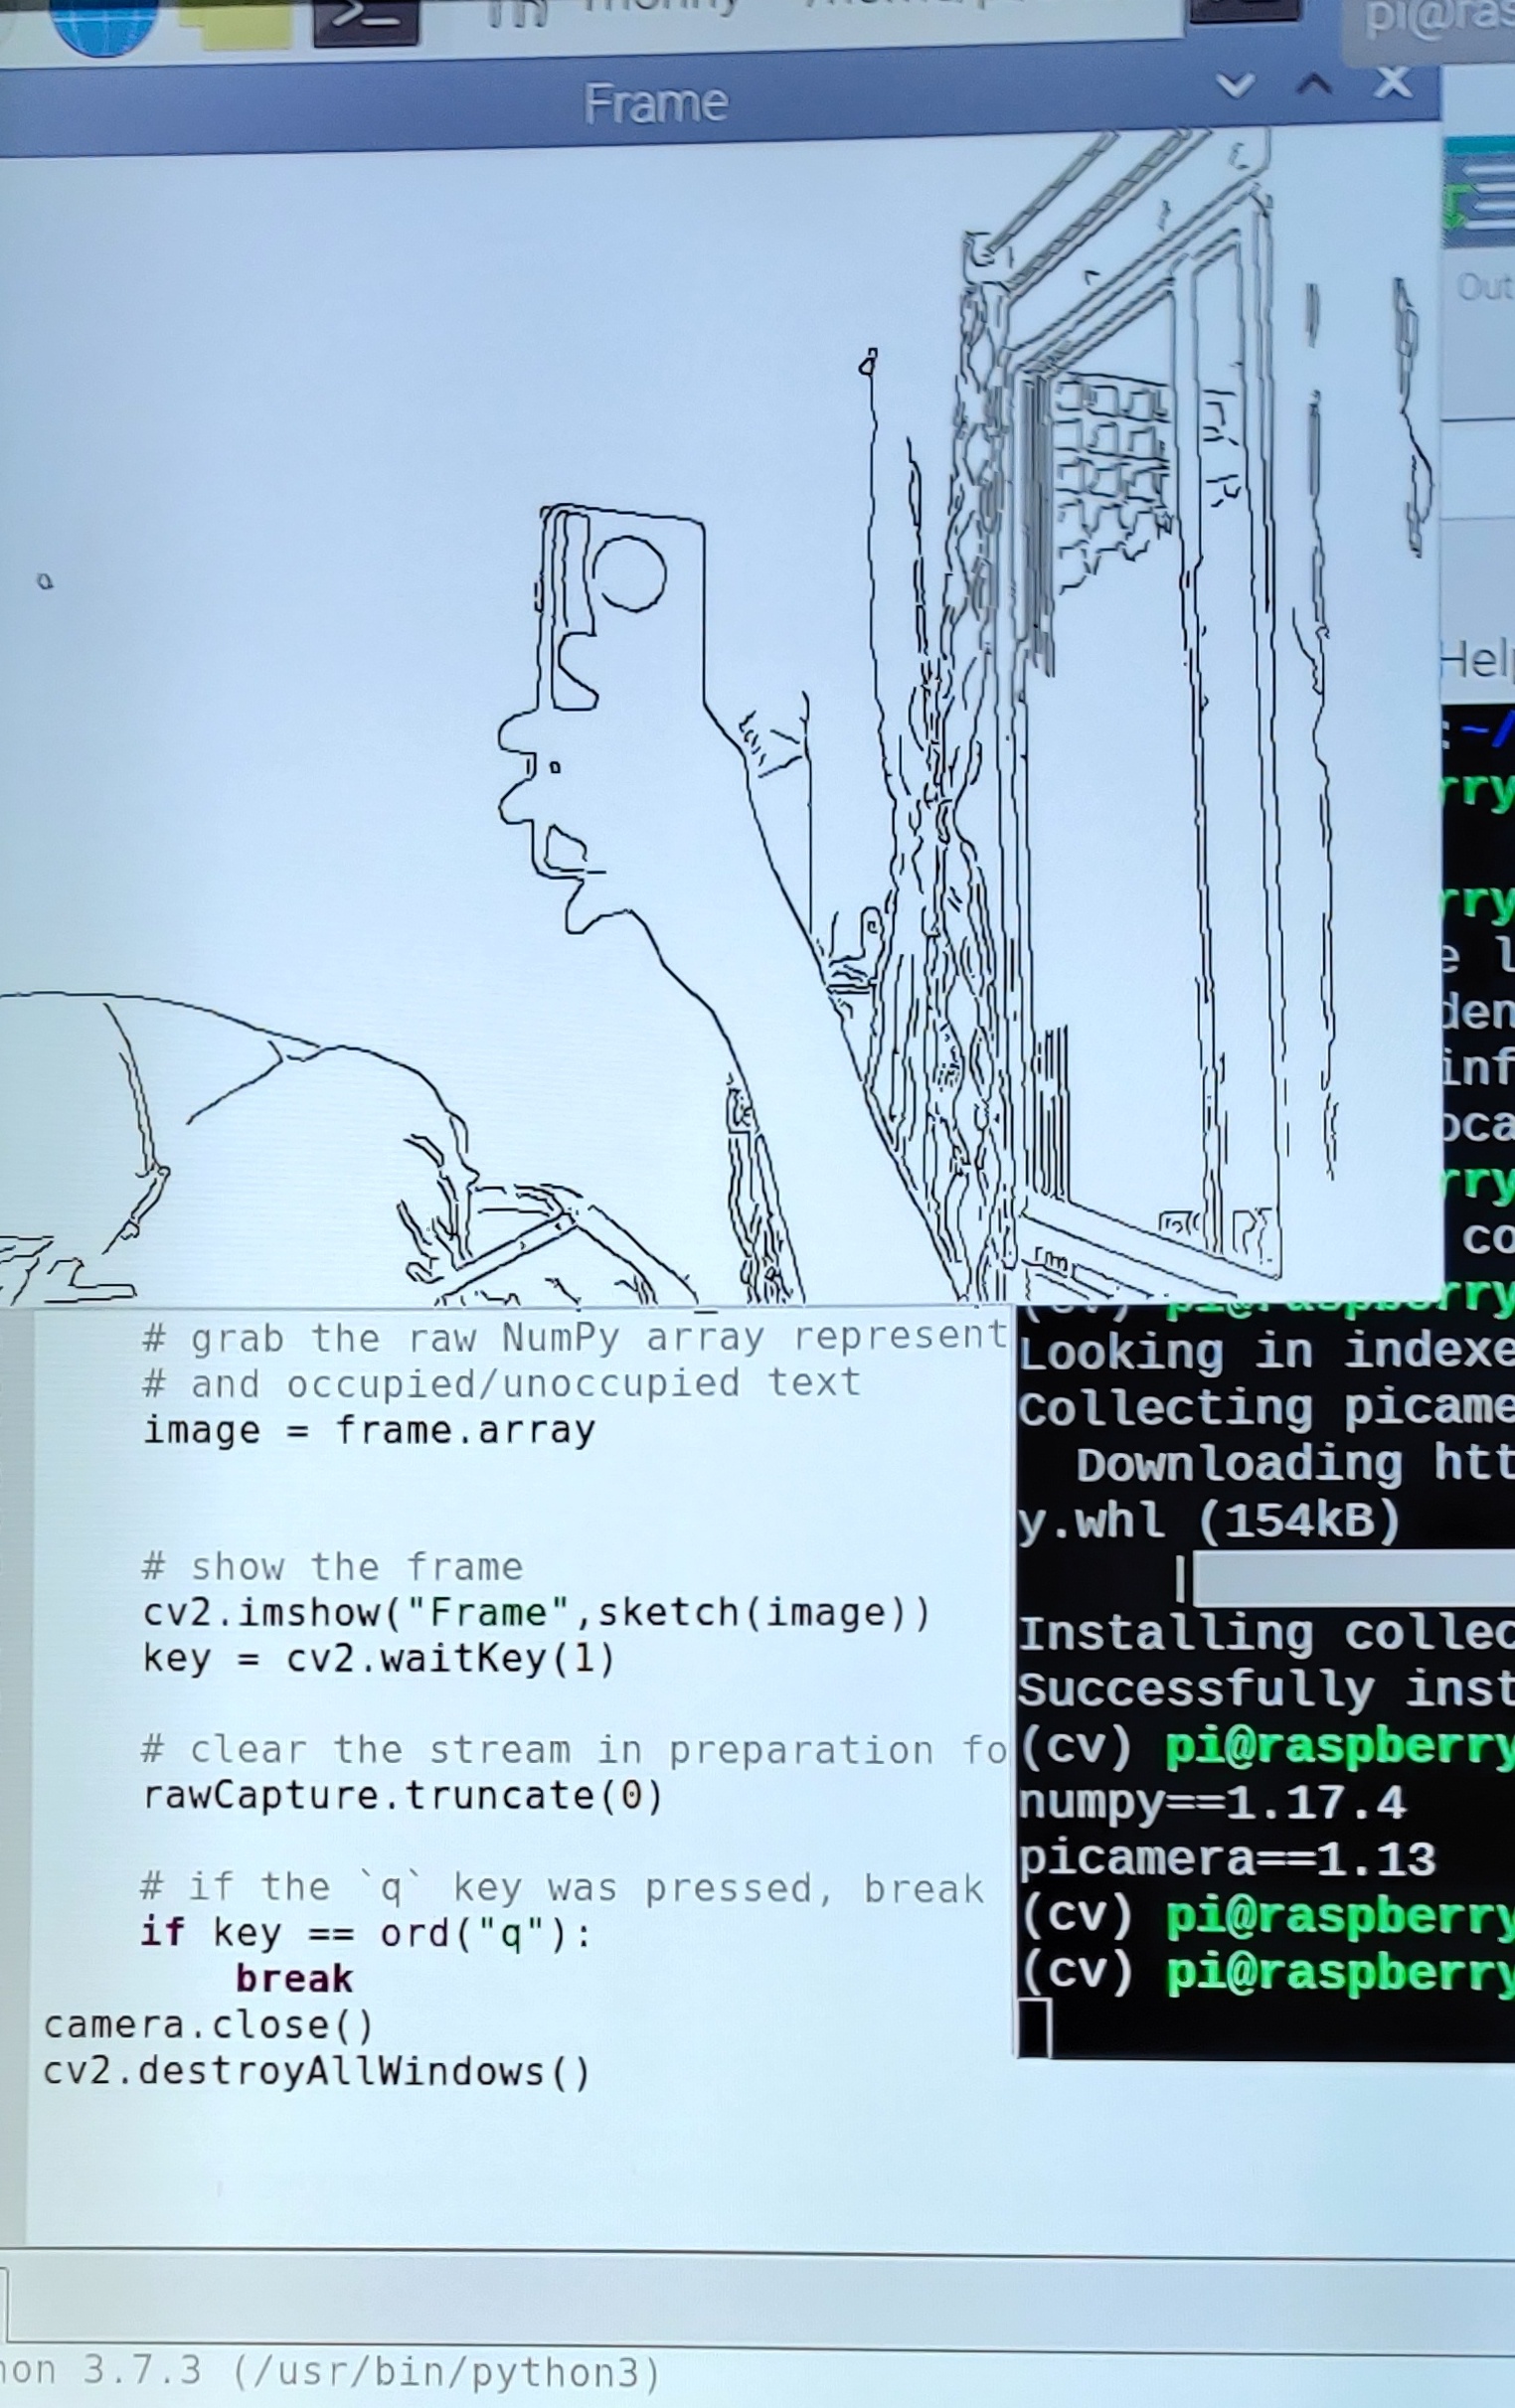 Frame
Out
:~/
# grab the raw NumPy array represent
# and occupied/unoccupied text
image = frame.array
# show the frame
cv2.imshow("Frame",sketch(image))
key = cv2.waitKey(1)
# clear the stream in preparation fo
rawCapture.truncate(0)
# if the `q` key was pressed, break
if key == ord("q"):
break
camera.close()
cv2.destroyAllWindows()
Looking in indexe
Collecting picame
Downloading htt
y.whl (154kB)
Installing collec
Successfully inst
(cv) pi@raspberry
numpy==1.17.4
picamera==1.13
(cv) pi@raspberry
(cv) pi@raspberry
on 3.7.3 (/usr/bin/python3)